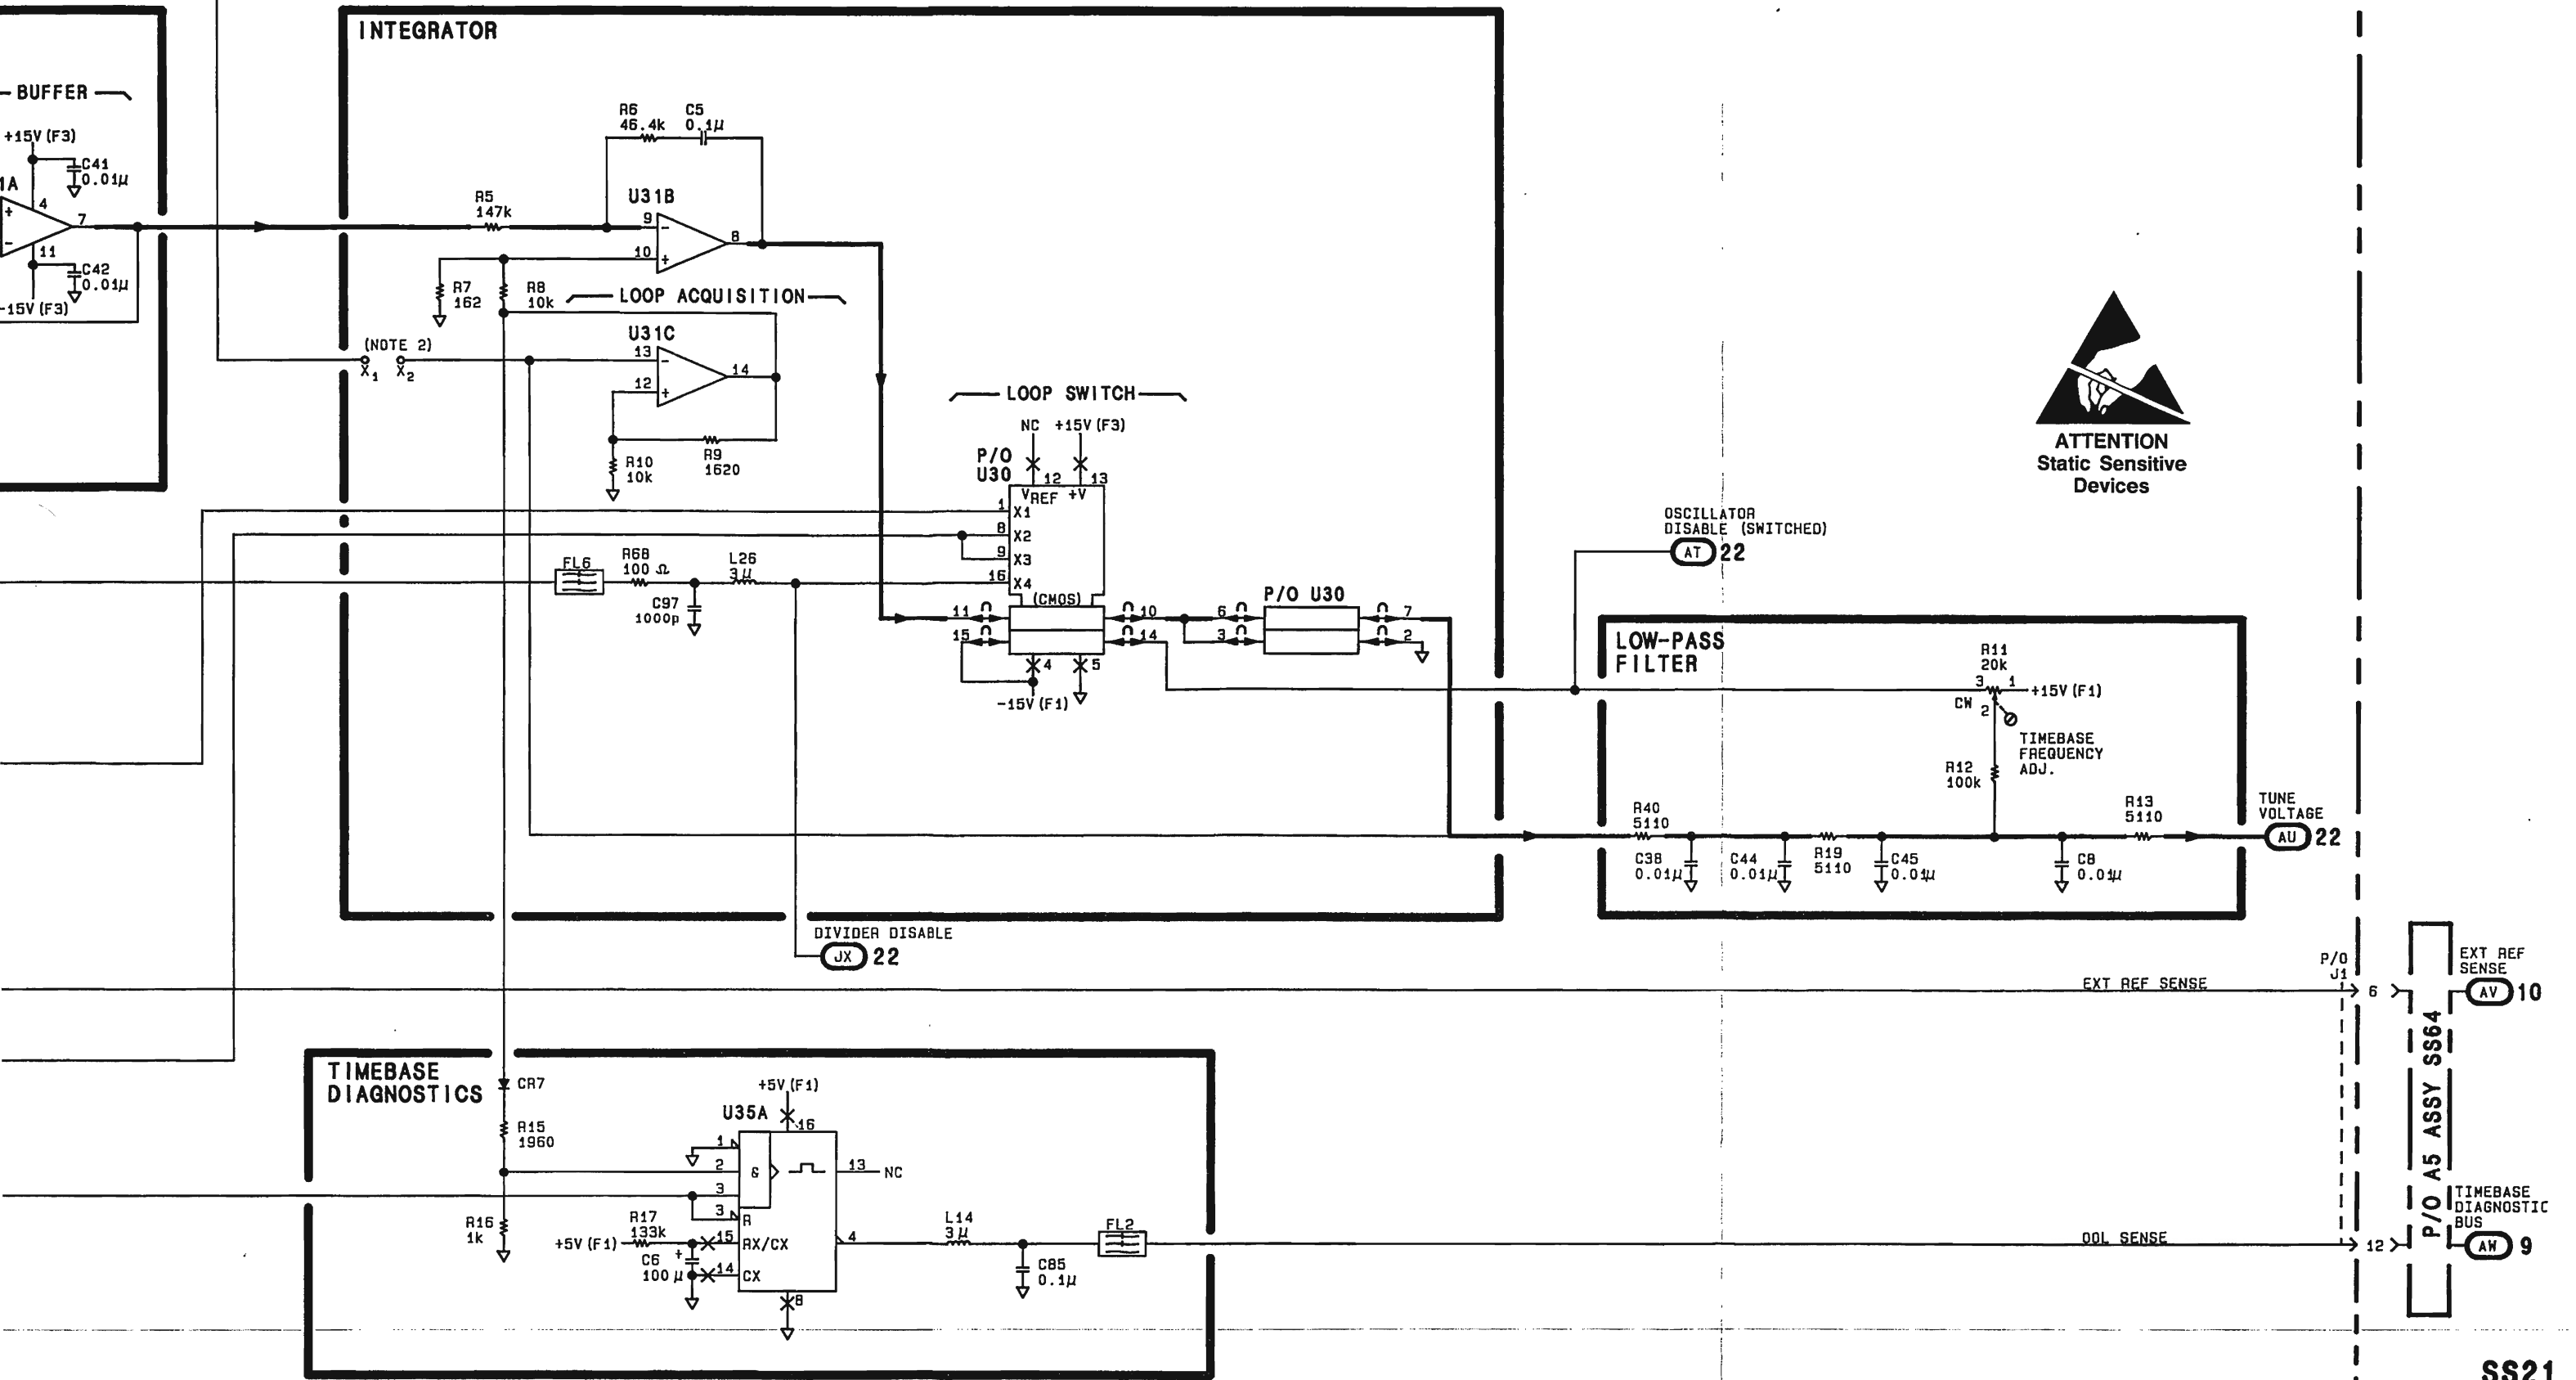 INTEGRATOR
BUFFER
+15V (F3)
C41
0.01µ
1A
+
4
7
-
11
C42
0.01µ
-15V (F3)
R6
46.4k
C5
0.1µ
R5
147k
U31B
9
-
8
10
+
R7
162
R8
10k
LOOP ACQUISITION
U31C
(NOTE 2)
X1
X2
13
-
14
12
+
R10
10k
R9
1620
LOOP SWITCH
NC
+15V (F3)
P/O
U30
12
13
VREF
+V
1
X1
8
X2
9
X3
16
X4
(CMOS)
FL6
R68
100 Ω
L26
3µ
C97
1000p
11
10
15
14
4
5
-15V (F1)
6
P/O U30
7
3
2
ATTENTION
Static Sensitive
Devices
OSCILLATOR
DISABLE (SWITCHED)
AT
22
LOW-PASS
FILTER
R11
20k
3
1
+15V (F1)
CW
2
TIMEBASE
FREQUENCY
ADJ.
R12
100k
R40
5110
C38
0.01µ
C44
0.01µ
R19
5110
C45
0.01µ
C8
0.01µ
R13
5110
TUNE
VOLTAGE
AU
22
DIVIDER DISABLE
JX
22
EXT REF SENSE
P/O
J1
6
EXT REF
SENSE
AV
10
P/O A5 ASSY SS64
TIMEBASE
DIAGNOSTICS
CR7
R15
1960
R16
1k
+5V (F1)
U35A
16
1
2
&
13
NC
3
3
R
R17
133k
+5V (F1)
15
RX/CX
4
C6
100 µ
+
14
CX
8
L14
3µ
C85
0.1µ
FL2
OOL SENSE
12
TIMEBASE
DIAGNOSTIC
BUS
AW
9
SS21